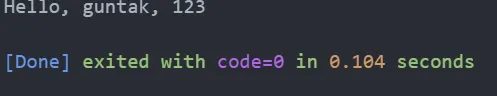 Hello, guntak, 123
[Done] exited with code=0 in 0.104 seconds